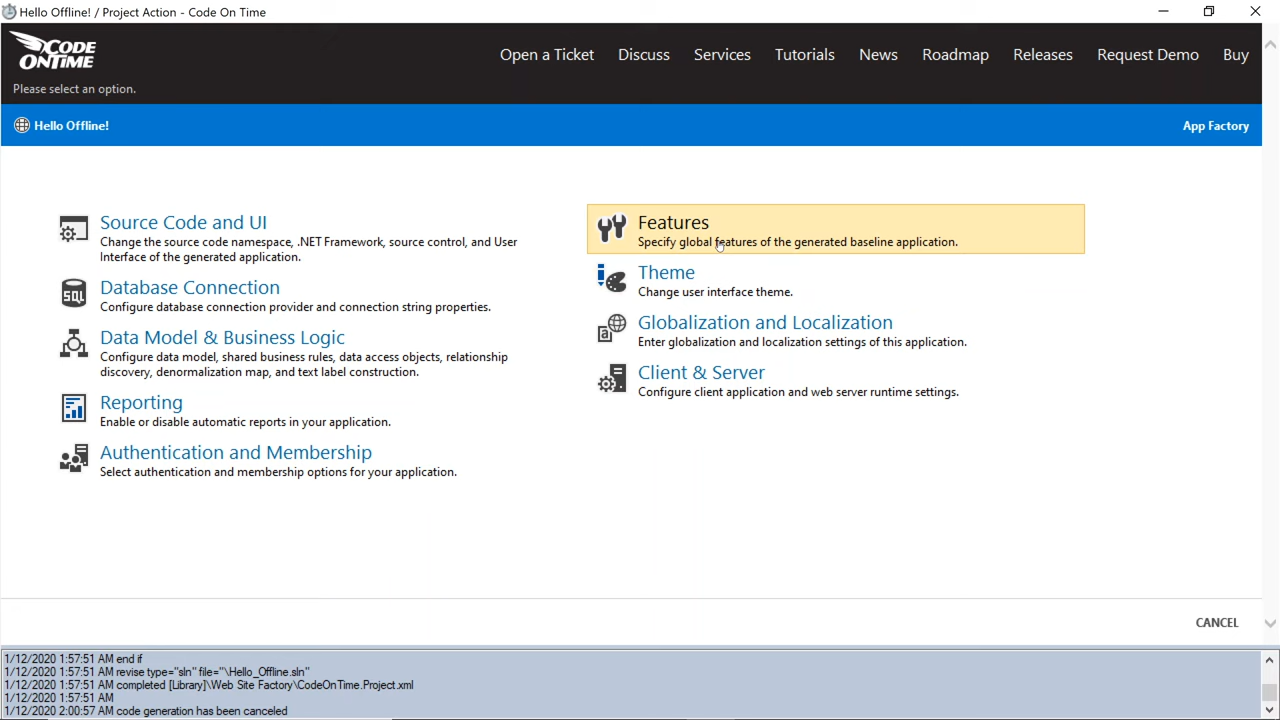 Hello Offline! / Project Action - Code On Time
CODE ONTIME
Open a Ticket Discuss Services Tutorials News Roadmap Releases Request Demo Buy
Please select an option.
Hello Offline! App Factory
Source Code and UI
Change the source code namespace, .NET Framework, source control, and User
Interface of the generated application.
Database Connection
Configure database connection provider and connection string properties.
Data Model & Business Logic
Configure data model, shared business rules, data access objects, relationship
discovery, denormalization map, and text label construction.
Reporting
Enable or disable automatic reports in your application.
Authentication and Membership
Select authentication and membership options for your application.
Features
Specify global features of the generated baseline application.
Theme
Change user interface theme.
Globalization and Localization
Enter globalization and localization settings of this application.
Client & Server
Configure client application and web server runtime settings.
CANCEL
1/12/2020 1:57:51 AM end if
1/12/2020 1:57:51 AM revise type="sln" file="\Hello_Offline.sln"
1/12/2020 1:57:51 AM completed [Library]\Web Site Factory\CodeOnTime.Project.xml
1/12/2020 1:57:51 AM
1/12/2020 2:00:57 AM code generation has been canceled